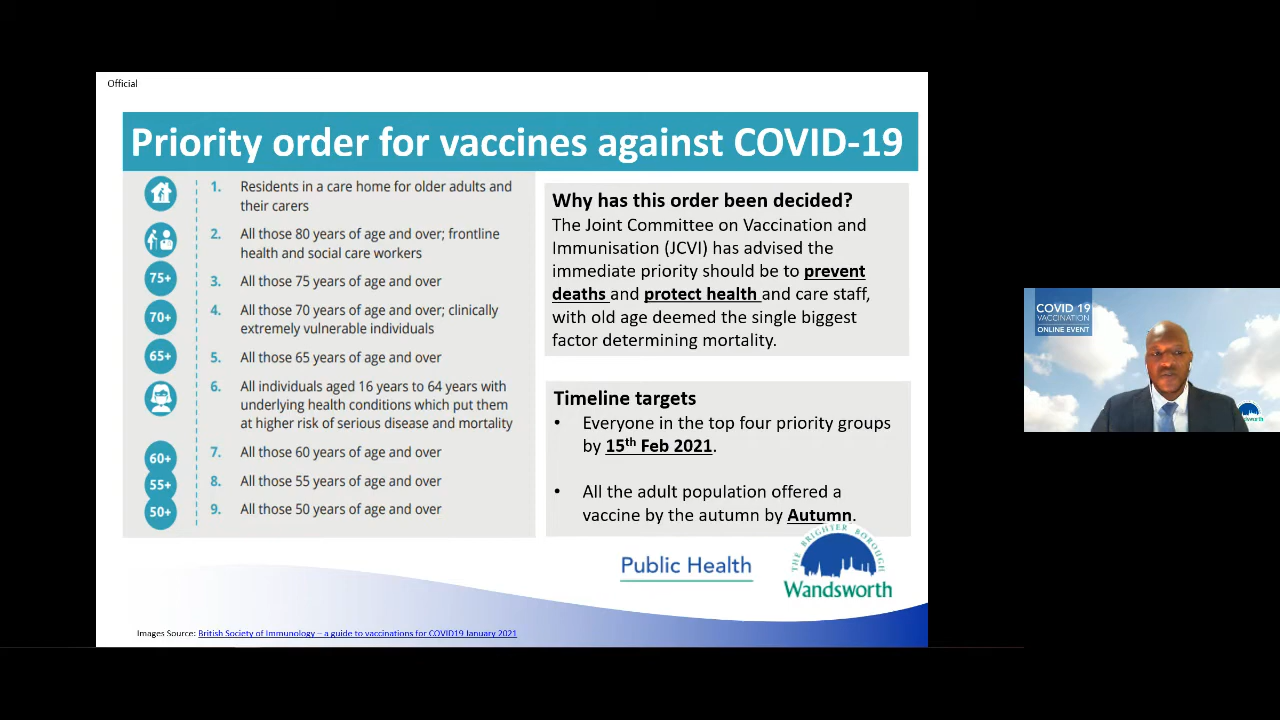 Official
Priority order for vaccines against COVID-19
1. Residents in a care home for older adults and
their carers
2. All those 80 years of age and over; frontline
health and social care workers
75+
3. All those 75 years of age and over
70+
4. All those 70 years of age and over; clinically
extremely vulnerable individuals
65+
5. All those 65 years of age and over
6. All individuals aged 16 years to 64 years with
underlying health conditions which put them
at higher risk of serious disease and mortality
60+
7. All those 60 years of age and over
55+
8. All those 55 years of age and over
50+
9. All those 50 years of age and over
Why has this order been decided?
The Joint Committee on Vaccination and
Immunisation (JCVI) has advised the
immediate priority should be to prevent
deaths and protect health and care staff,
with old age deemed the single biggest
factor determining mortality.
Timeline targets
• Everyone in the top four priority groups
by 15th Feb 2021.
• All the adult population offered a
vaccine by the autumn by Autumn.
Public Health
THE BRIGHTER BOROUGH
Wandsworth
Images Source: British Society of Immunology – a guide to vaccinations for COVID19 January 2021
COVID 19
VACCINATION
ONLINE EVENT